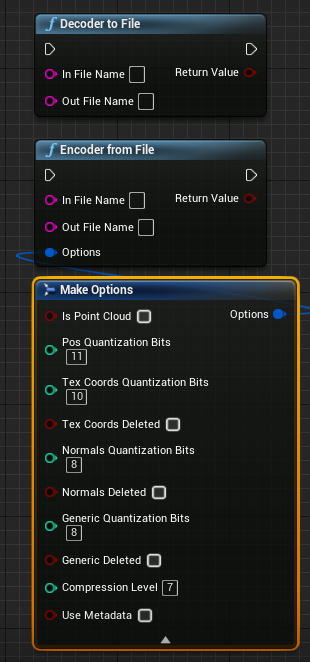 Decoder to File
In File Name
Return Value
Out File Name
Encoder from File
In File Name
Return Value
Out File Name
Options
Make Options
Is Point Cloud
Options
Pos Quantization Bits
11
Tex Coords Quantization Bits
10
Tex Coords Deleted
Normals Quantization Bits
8
Normals Deleted
Generic Quantization Bits
8
Generic Deleted
Compression Level 7
Use Metadata